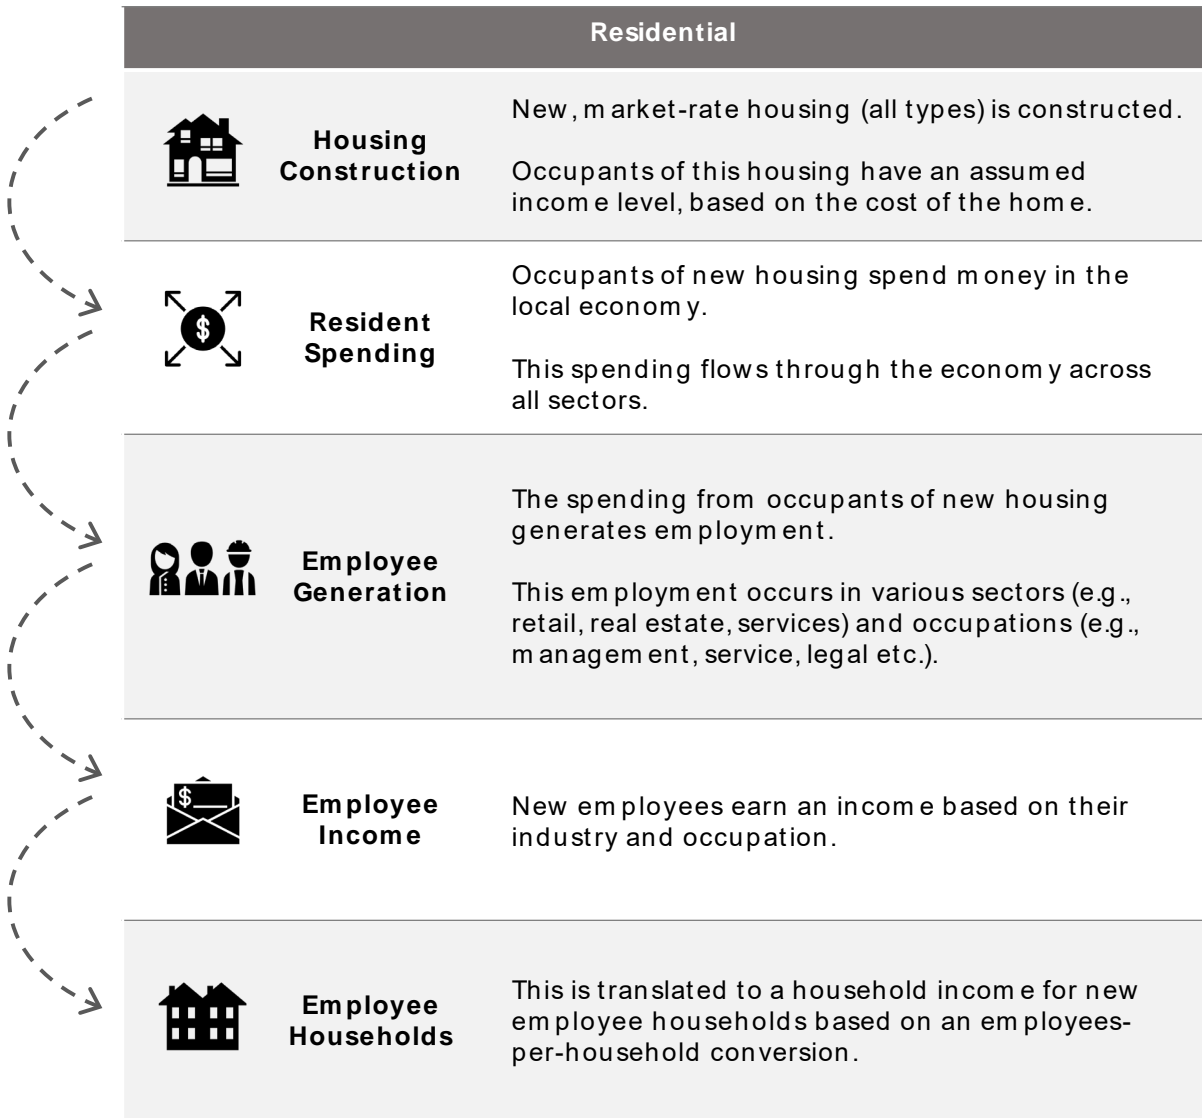 Residential
Housing
Construction
New, market-rate housing (all types) is constructed.
Occupants of this housing have an assumed
income level, based on the cost of the home.
$
Resident
Spending
Occupants of new housing spend money in the
local economy.
This spending flows through the economy across
all sectors.
Employee
Generation
The spending from occupants of new housing
generates employment.
This employment occurs in various sectors (e.g.,
retail, real estate, services) and occupations (e.g.,
management, service, legal etc.).
$
Employee
Income
New employees earn an income based on their
industry and occupation.
Employee
Households
This is translated to a household income for new
employee households based on an employees-
per-household conversion.